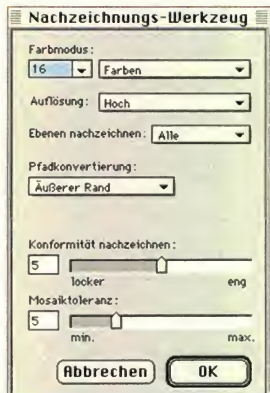 Nachzeichnungs-Werkzeug
Farbmodus:
16 Farben
Auflösung: Hoch
Ebenen nachzeichnen: Alle
Pfadkonvertierung:
Äußerer Rand
Konformität nachzeichnen:
5
locker eng
Mosaiktoleranz:
5
min. max.
Abbrechen OK